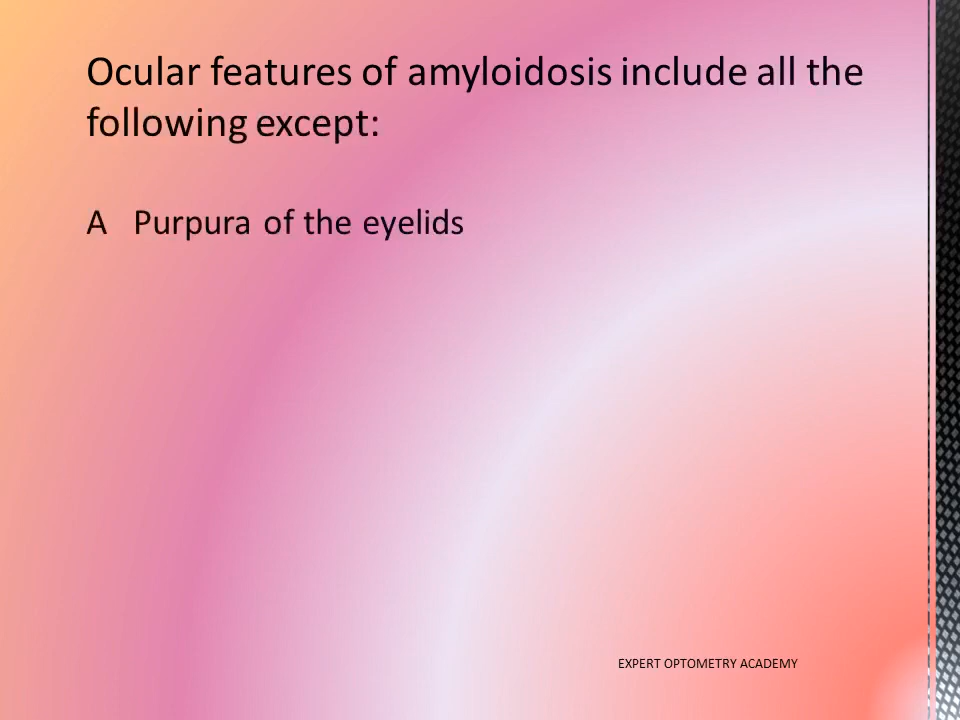 Ocular features of amyloidosis include all the
following except:
A Purpura of the eyelids
EXPERT OPTOMETRY ACADEMY